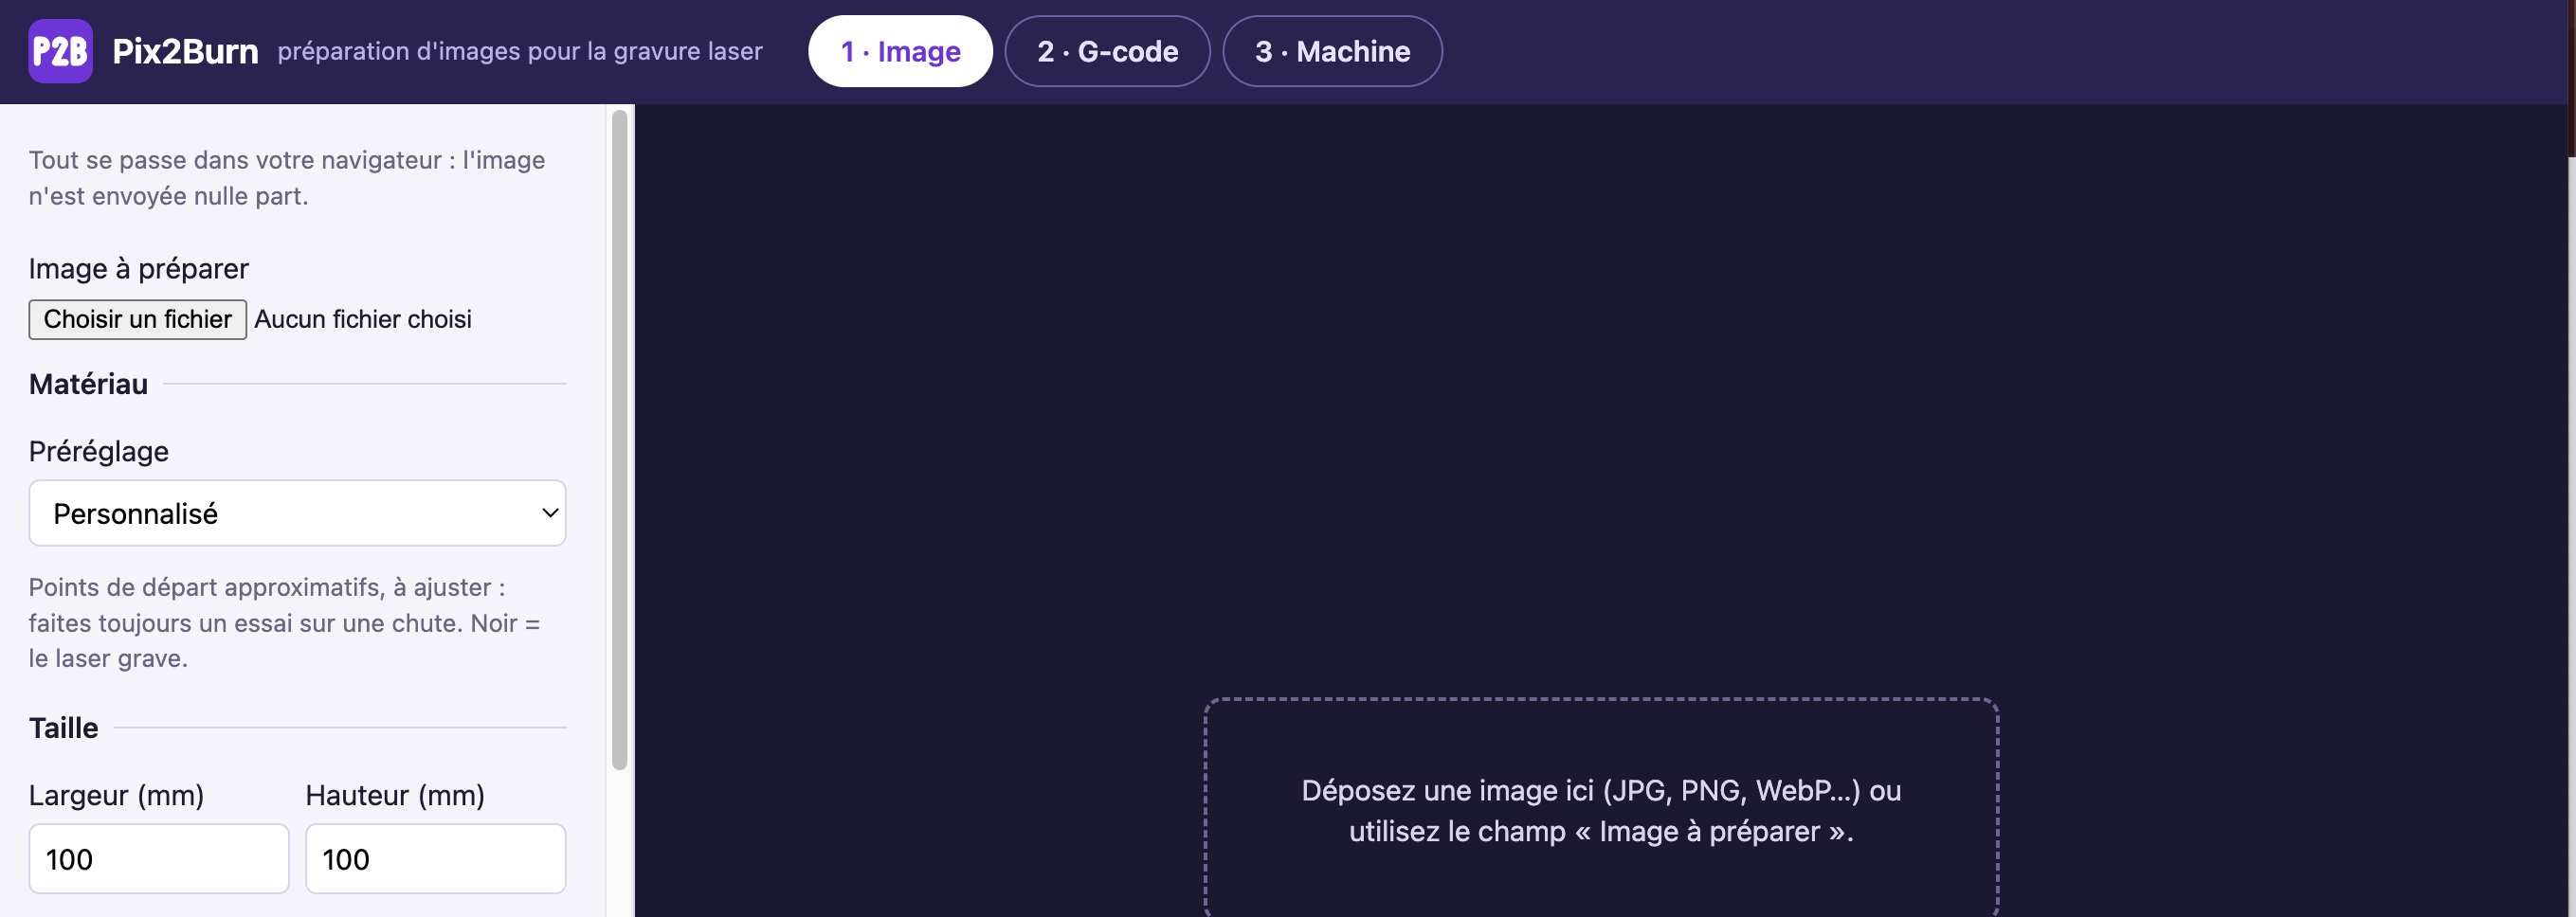 P2B Pix2Burn préparation d'images pour la gravure laser 1 · Image 2 · G-code 3 · Machine
Tout se passe dans votre navigateur : l'image
n'est envoyée nulle part.
Image à préparer
Choisir un fichier Aucun fichier choisi
Matériau
Préréglage
Personnalisé
Points de départ approximatifs, à ajuster :
faites toujours un essai sur une chute. Noir =
le laser grave.
Taille
Largeur (mm) Hauteur (mm)
100 100
Déposez une image ici (JPG, PNG, WebP...) ou
utilisez le champ « Image à préparer ».